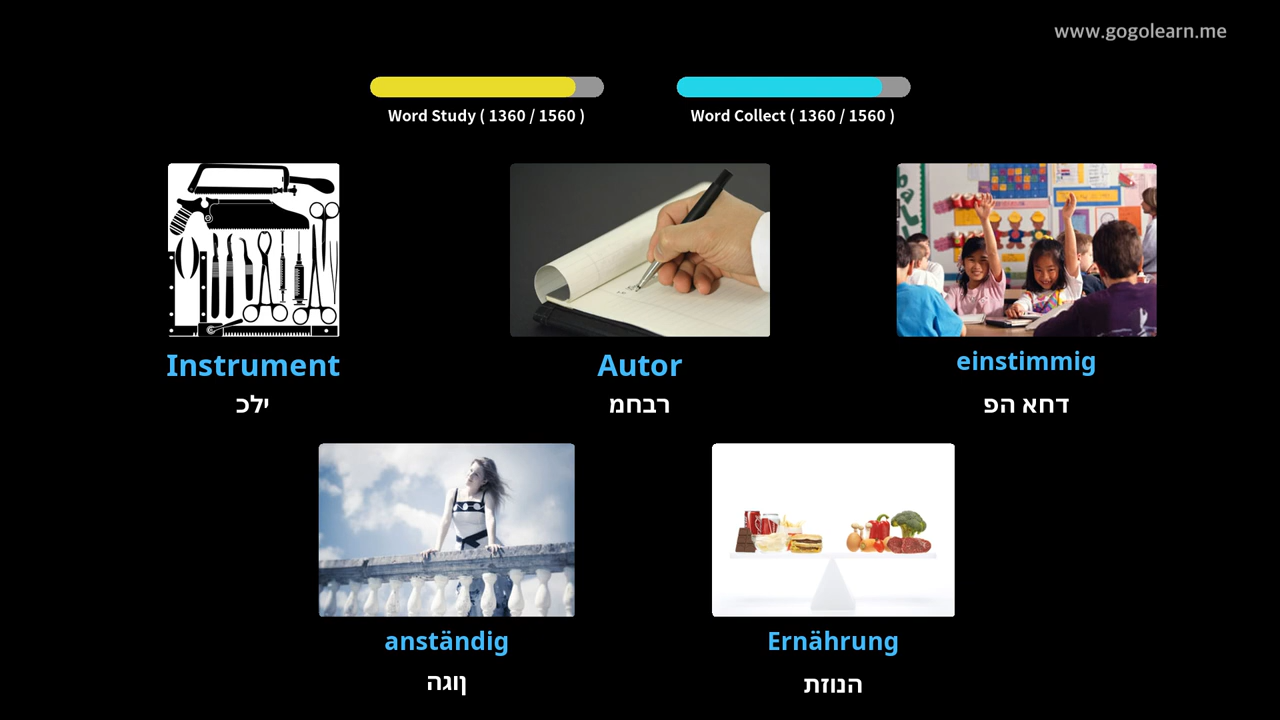 www.gogolearn.me
Word Study ( 1360 / 1560 )
Word Collect ( 1360 / 1560 )
Instrument
ילכ
Autor
רבחמ
einstimmig
דחא הפ
anständig
ןוגה
Ernährung
הנוזת